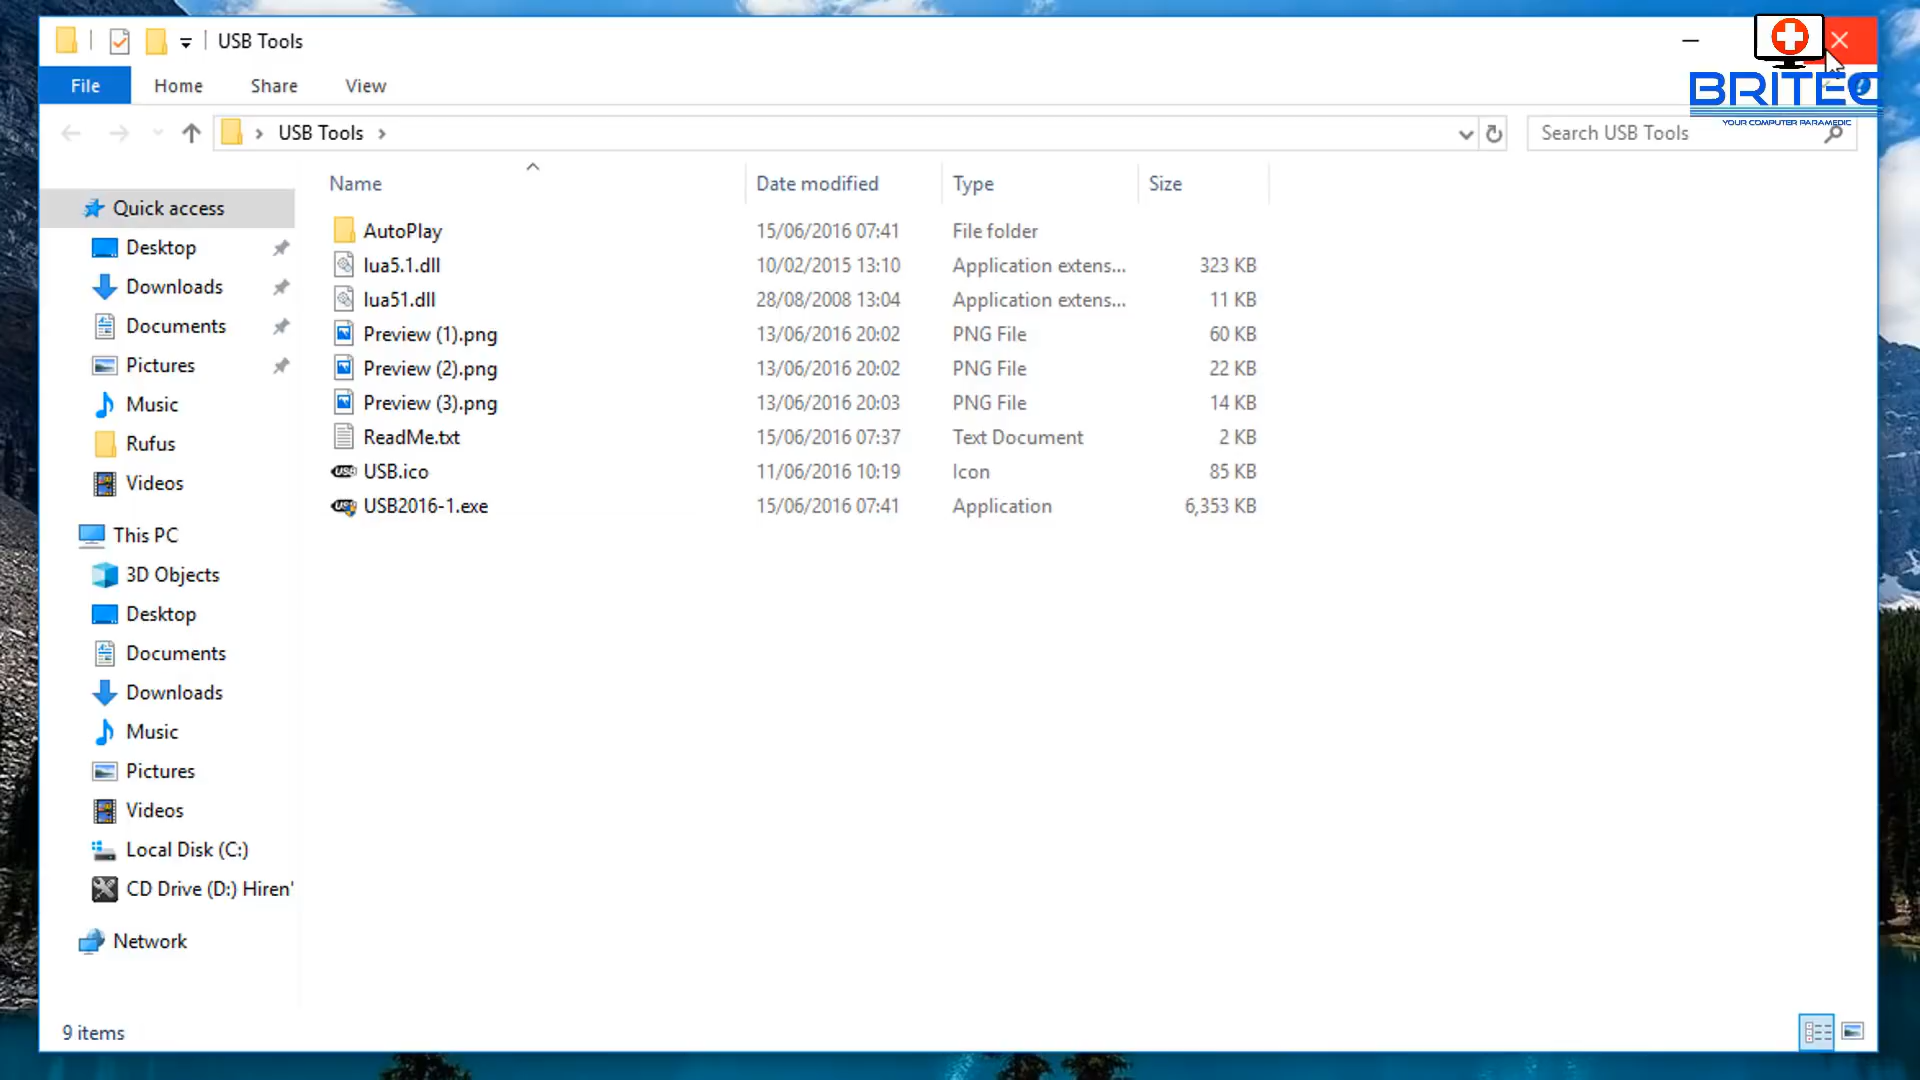 USB Tools
File Home Share View
BRITEC
YOUR COMPUTER PARAMEDIC
USB Tools
Search USB Tools
Name Date modified Type Size
Quick access
Desktop
Downloads
Documents
Pictures
Music
Rufus
Videos
This PC
3D Objects
Desktop
Documents
Downloads
Music
Pictures
Videos
Local Disk (C:)
CD Drive (D:) Hiren'
Network
AutoPlay 15/06/2016 07:41 File folder
lua5.1.dll 10/02/2015 13:10 Application extens... 323 KB
lua51.dll 28/08/2008 13:04 Application extens... 11 KB
Preview (1).png 13/06/2016 20:02 PNG File 60 KB
Preview (2).png 13/06/2016 20:02 PNG File 22 KB
Preview (3).png 13/06/2016 20:03 PNG File 14 KB
ReadMe.txt 15/06/2016 07:37 Text Document 2 KB
USB.ico 11/06/2016 10:19 Icon 85 KB
USB2016-1.exe 15/06/2016 07:41 Application 6,353 KB
9 items